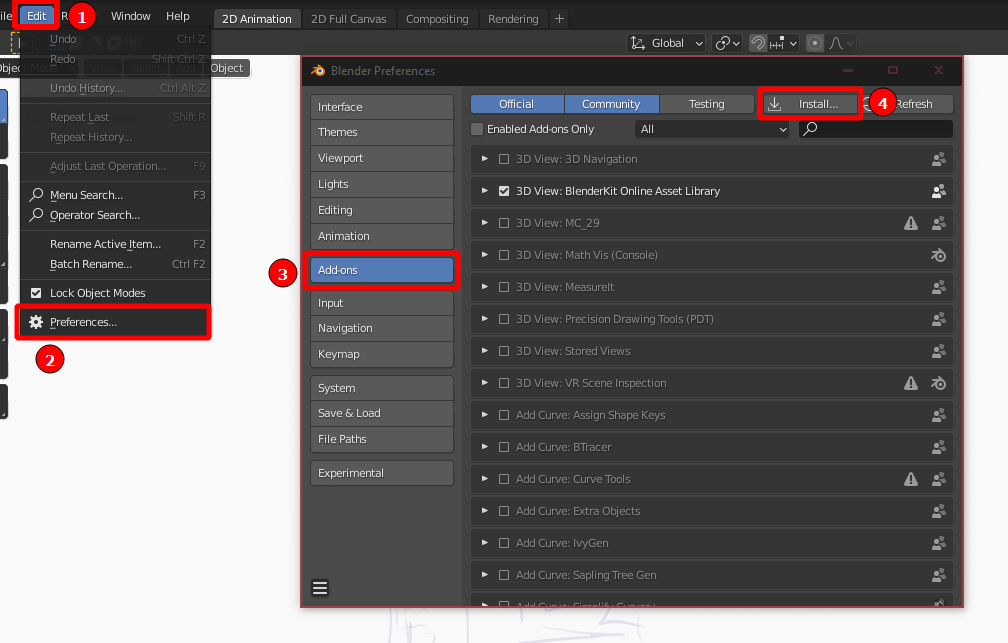 Edit
1
Window
Help
2D Animation
2D Full Canvas
Compositing
Rendering
+
Undo Ctrl Z
Redo Shift Ctrl Z
Undo History... Ctrl Alt Z
Repeat Last Shift R
Repeat History...
Adjust Last Operation... F9
Menu Search... F3
Operator Search...
Rename Active Item... F2
Batch Rename... Ctrl F2
Lock Object Modes
Preferences...
2
Object
Global
Blender Preferences
Interface
Themes
Viewport
Lights
Editing
Animation
Add-ons
3
Input
Navigation
Keymap
System
Save & Load
File Paths
Experimental
Official
Community
Testing
Install...
4
Refresh
Enabled Add-ons Only
All
3D View: 3D Navigation
3D View: BlenderKit Online Asset Library
3D View: MC_29
3D View: Math Vis (Console)
3D View: MeasureIt
3D View: Precision Drawing Tools (PDT)
3D View: Stored Views
3D View: VR Scene Inspection
Add Curve: Assign Shape Keys
Add Curve: BTracer
Add Curve: Curve Tools
Add Curve: Extra Objects
Add Curve: IvyGen
Add Curve: Sapling Tree Gen